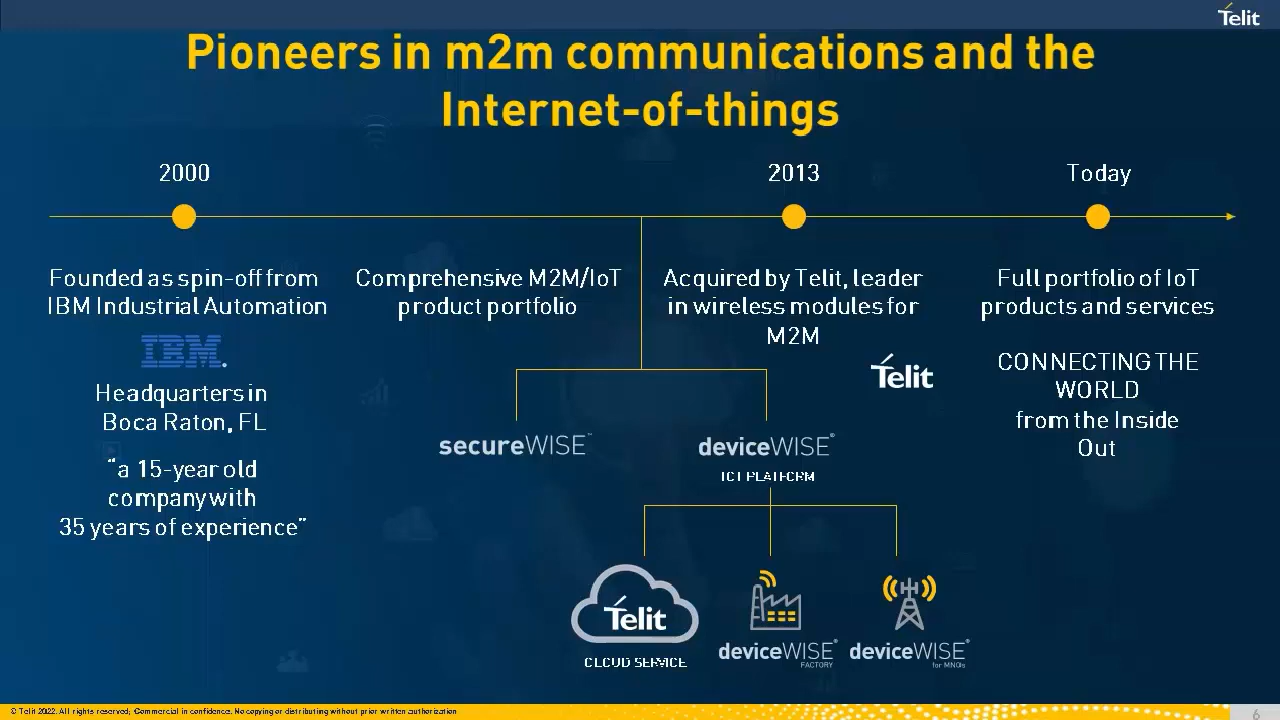 Telit
Pioneers in m2m communications and the
Internet-of-things
2000
2013
Today
Founded as spin-off from
IBM Industrial Automation
IBM.
Headquarters in
Boca Raton, FL
“a 15-year old
company with
35 years of experience”
Comprehensive M2M/IoT
product portfolio
Acquired by Telit, leader
in wireless modules for
M2M
Telit
Full portfolio of IoT
products and services
CONNECTING THE
WORLD
from the Inside
Out
secureWISE™
deviceWISE®
IOT PLATFORM
Telit
CLOUD SERVICE
deviceWISE®
FACTORY
deviceWISE®
for MNOs
© Telit 2022. All rights reserved; Commercial in confidence. No copying or distributing without prior written authorization
6